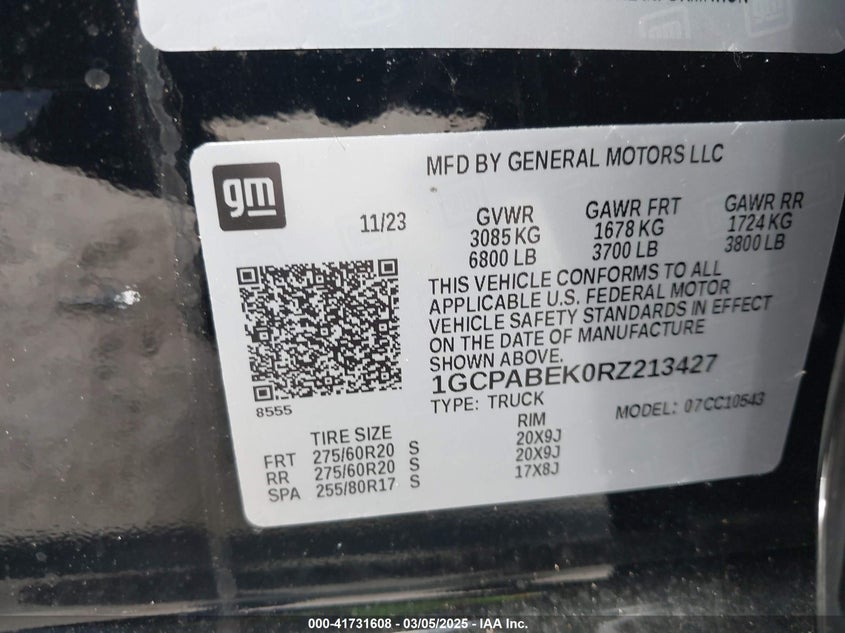 gm
MFD BY GENERAL MOTORS LLC
11/23
GVWR
3085 KG
6800 LB
GAWR FRT
1678 KG
3700 LB
GAWR RR
1724 KG
3800 LB
THIS VEHICLE CONFORMS TO ALL
APPLICABLE U.S. FEDERAL MOTOR
VEHICLE SAFETY STANDARDS IN EFFECT
ON THE DATE OF MANUFACTURE
SHOWN ABOVE.
1GCPABEK0RZ213427
TYPE: TRUCK
MODEL: 07CC10543
8555
TIRE SIZE RIM
FRT 275/60R20 S 20X9J
RR 275/60R20 S 20X9J
SPA 255/80R17 S 17X8J
000-41731608 - 03/05/2025 - IAA Inc.